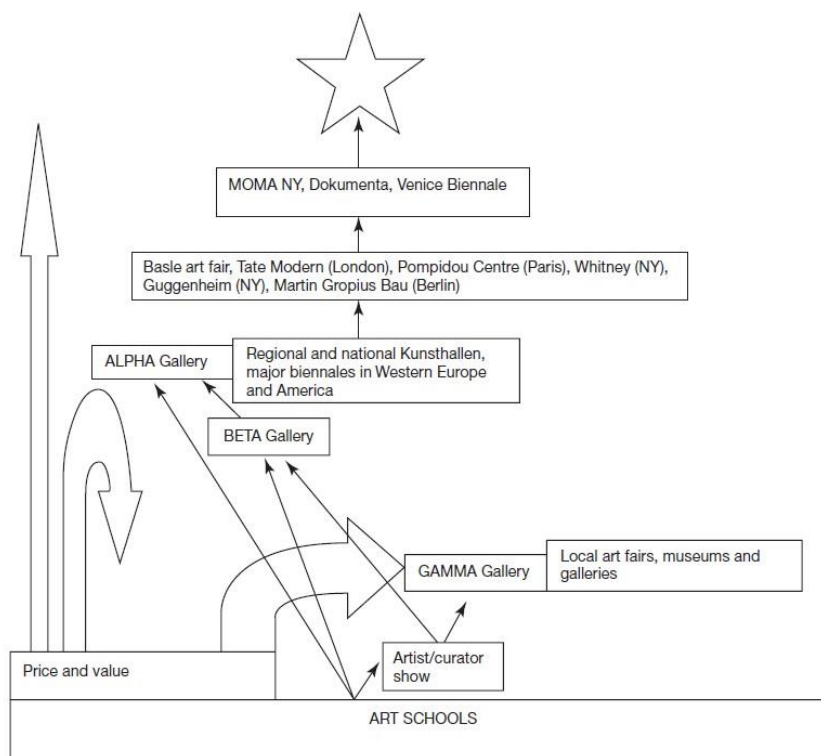 MOMA NY, Dokumenta, Venice Biennale
Basle art fair, Tate Modern (London), Pompidou Centre (Paris), Whitney (NY),
Guggenheim (NY), Martin Gropius Bau (Berlin)
ALPHA Gallery
Regional and national Kunsthallen,
major biennales in Western Europe
and America
BETA Gallery
GAMMA Gallery
Local art fairs, museums and
galleries
Artist/curator
show
Price and value
ART SCHOOLS